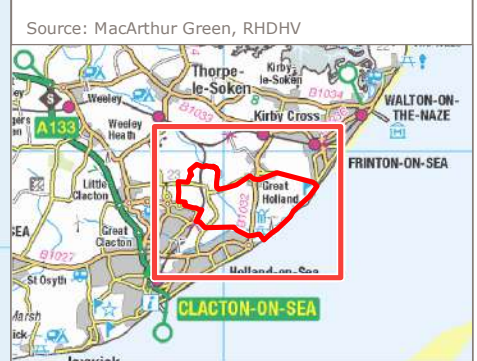 Source: MacArthur Green, RHDHV
Thorpe-
le-Soken
Kirby-
le-Soken
B1034
B1033
Weeley
S
A133
Weeley
Heath
Kirby Cross
WALTON-ON-
THE-NAZE
FRINTON-ON-SEA
23
Little
Clacton
Great
Holland
B1032
Great
Clacton
B1027
St Osyth
Holland-on-Sea
CLACTON-ON-SEA
Marsh
Jaywick